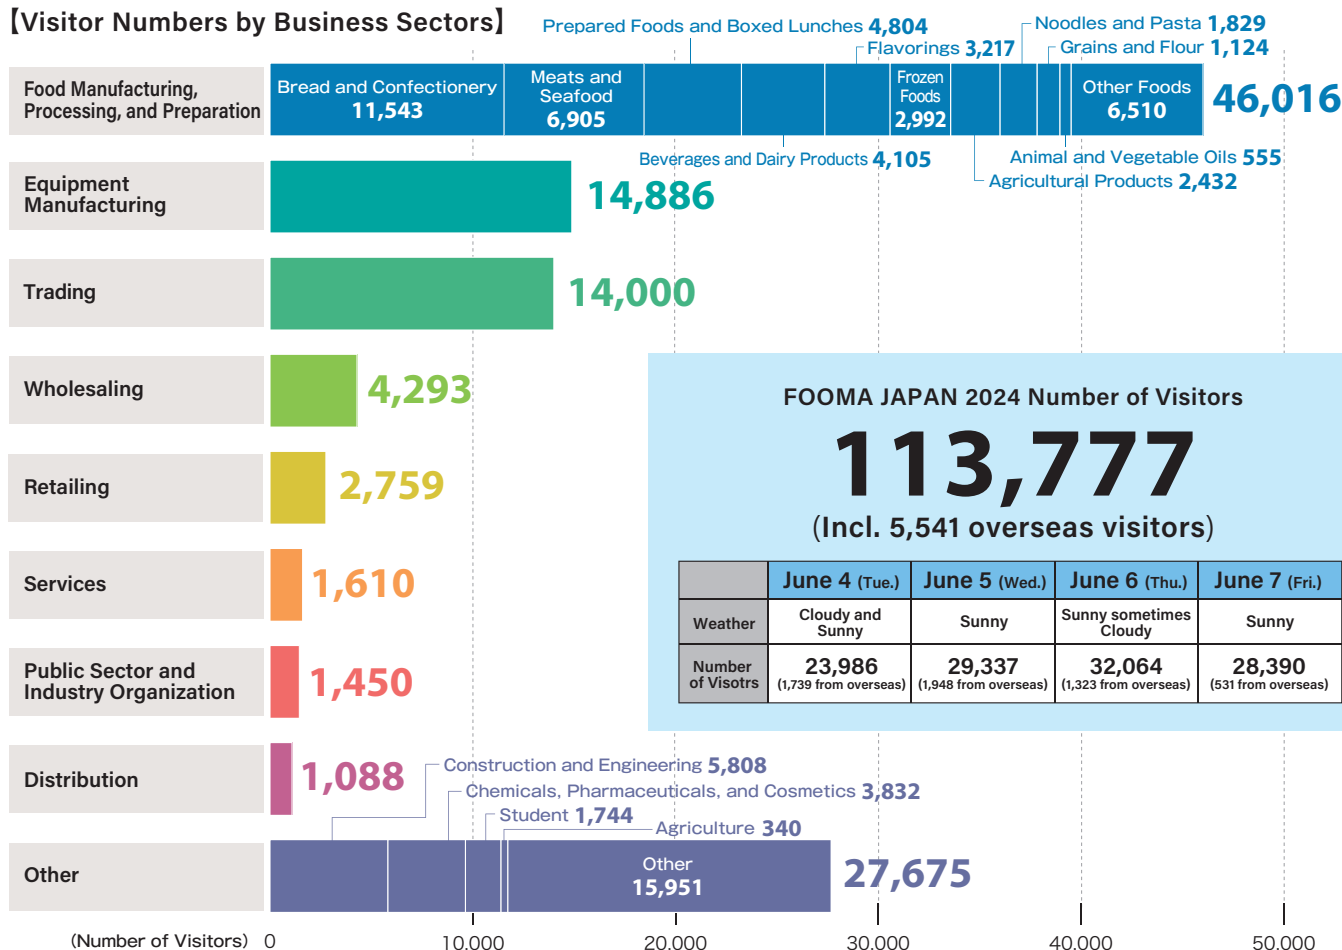 【Visitor Numbers by Business Sectors】
Prepared Foods and Boxed Lunches 4,804
Noodles and Pasta 1,829
Flavorings 3,217
Grains and Flour 1,124
Food Manufacturing,
Processing, and Preparation
Bread and Confectionery
11,543
Meats and
Seafood
6,905
Frozen
Foods
2,992
Other Foods
6,510
46,016
Beverages and Dairy Products 4,105
Animal and Vegetable Oils 555
Agricultural Products 2,432
Equipment
Manufacturing
14,886
Trading
14,000
Wholesaling
4,293
Retailing
2,759
Services
1,610
Public Sector and
Industry Organization
1,450
Distribution
1,088
Construction and Engineering 5,808
Chemicals, Pharmaceuticals, and Cosmetics 3,832
Student 1,744
Agriculture 340
Other
Other
15,951
27,675
(Number of Visitors) 0 10.000 20.000 30.000 40.000 50.000
FOOMA JAPAN 2024 Number of Visitors
113,777
(Incl. 5,541 overseas visitors)
June 4 (Tue.) June 5 (Wed.) June 6 (Thu.) June 7 (Fri.)
Weather
Cloudy and
Sunny
Sunny
Sunny sometimes
Cloudy
Sunny
Number
of Visotrs
23,986
(1,739 from overseas)
29,337
(1,948 from overseas)
32,064
(1,323 from overseas)
28,390
(531 from overseas)